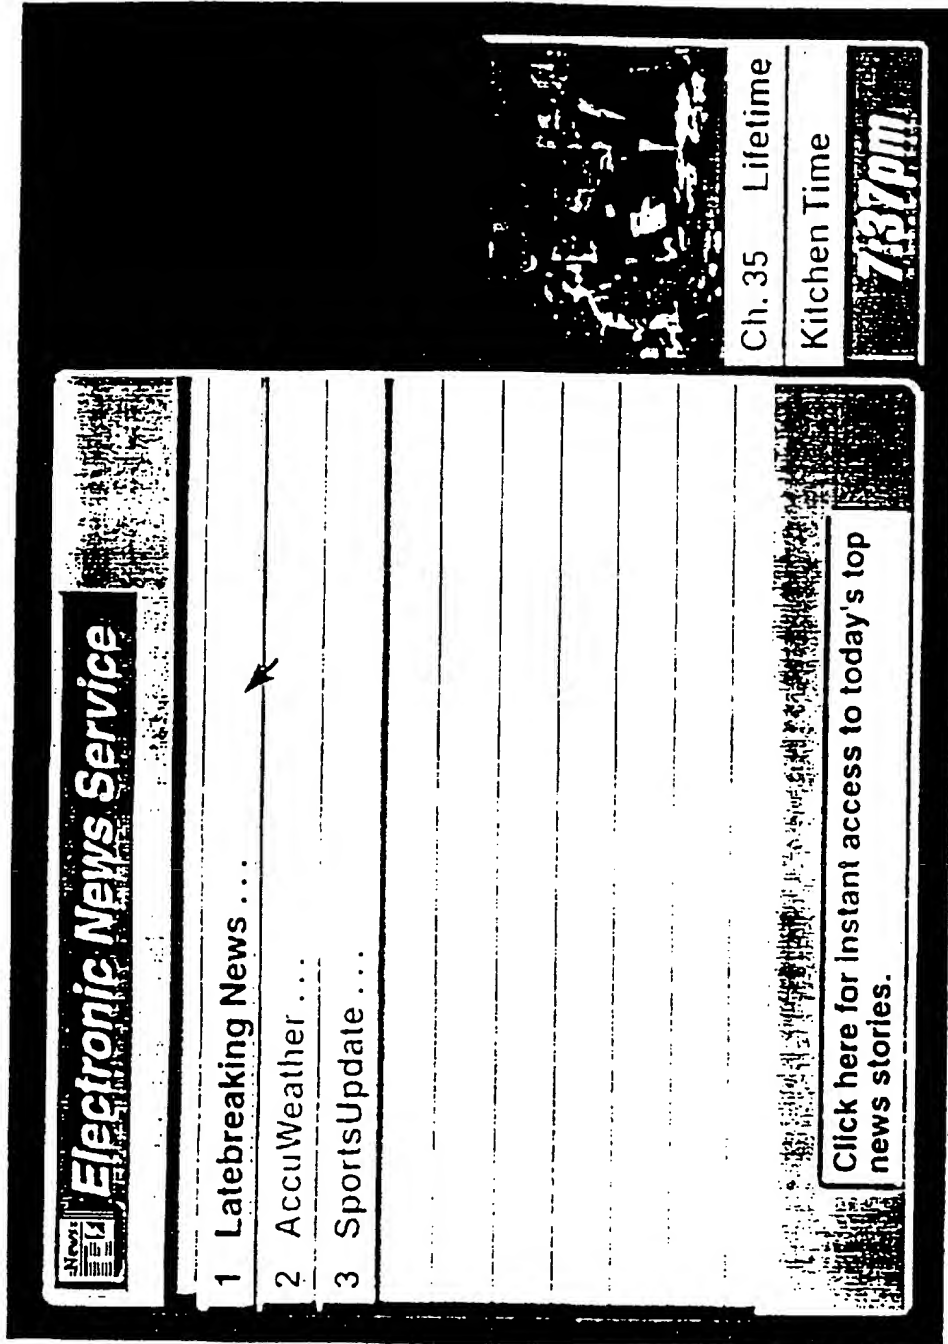 News
Electronic News Service
1 Latebreaking News...
2 AccuWeather...
3 SportsUpdate...
Click here for instant access to today's top
news stories.
Ch. 35 Lifetime
Kitchen Time
7:37pm